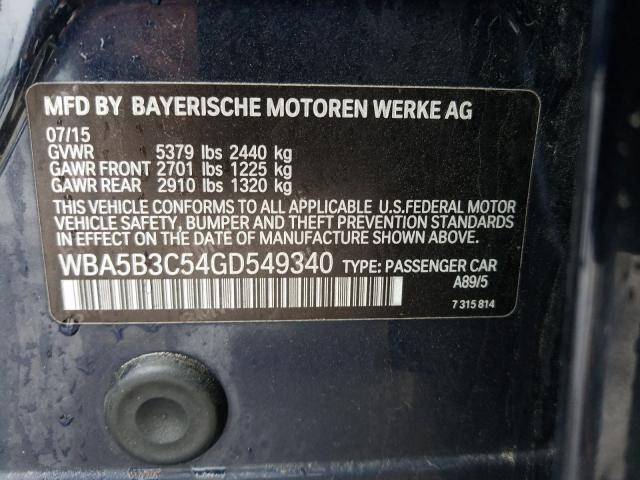 MFD BY BAYERISCHE MOTOREN WERKE AG
07/15
GVWR 5379 lbs 2440 kg
GAWR FRONT 2701 lbs 1225 kg
GAWR REAR 2910 lbs 1320 kg
THIS VEHICLE CONFORMS TO ALL APPLICABLE U.S.FEDERAL MOTOR
VEHICLE SAFETY, BUMPER AND THEFT PREVENTION STANDARDS
IN EFFECT ON THE DATE OF MANUFACTURE SHOWN ABOVE.
WBA5B3C54GD549340 TYPE: PASSENGER CAR
A89/5
7 315 814